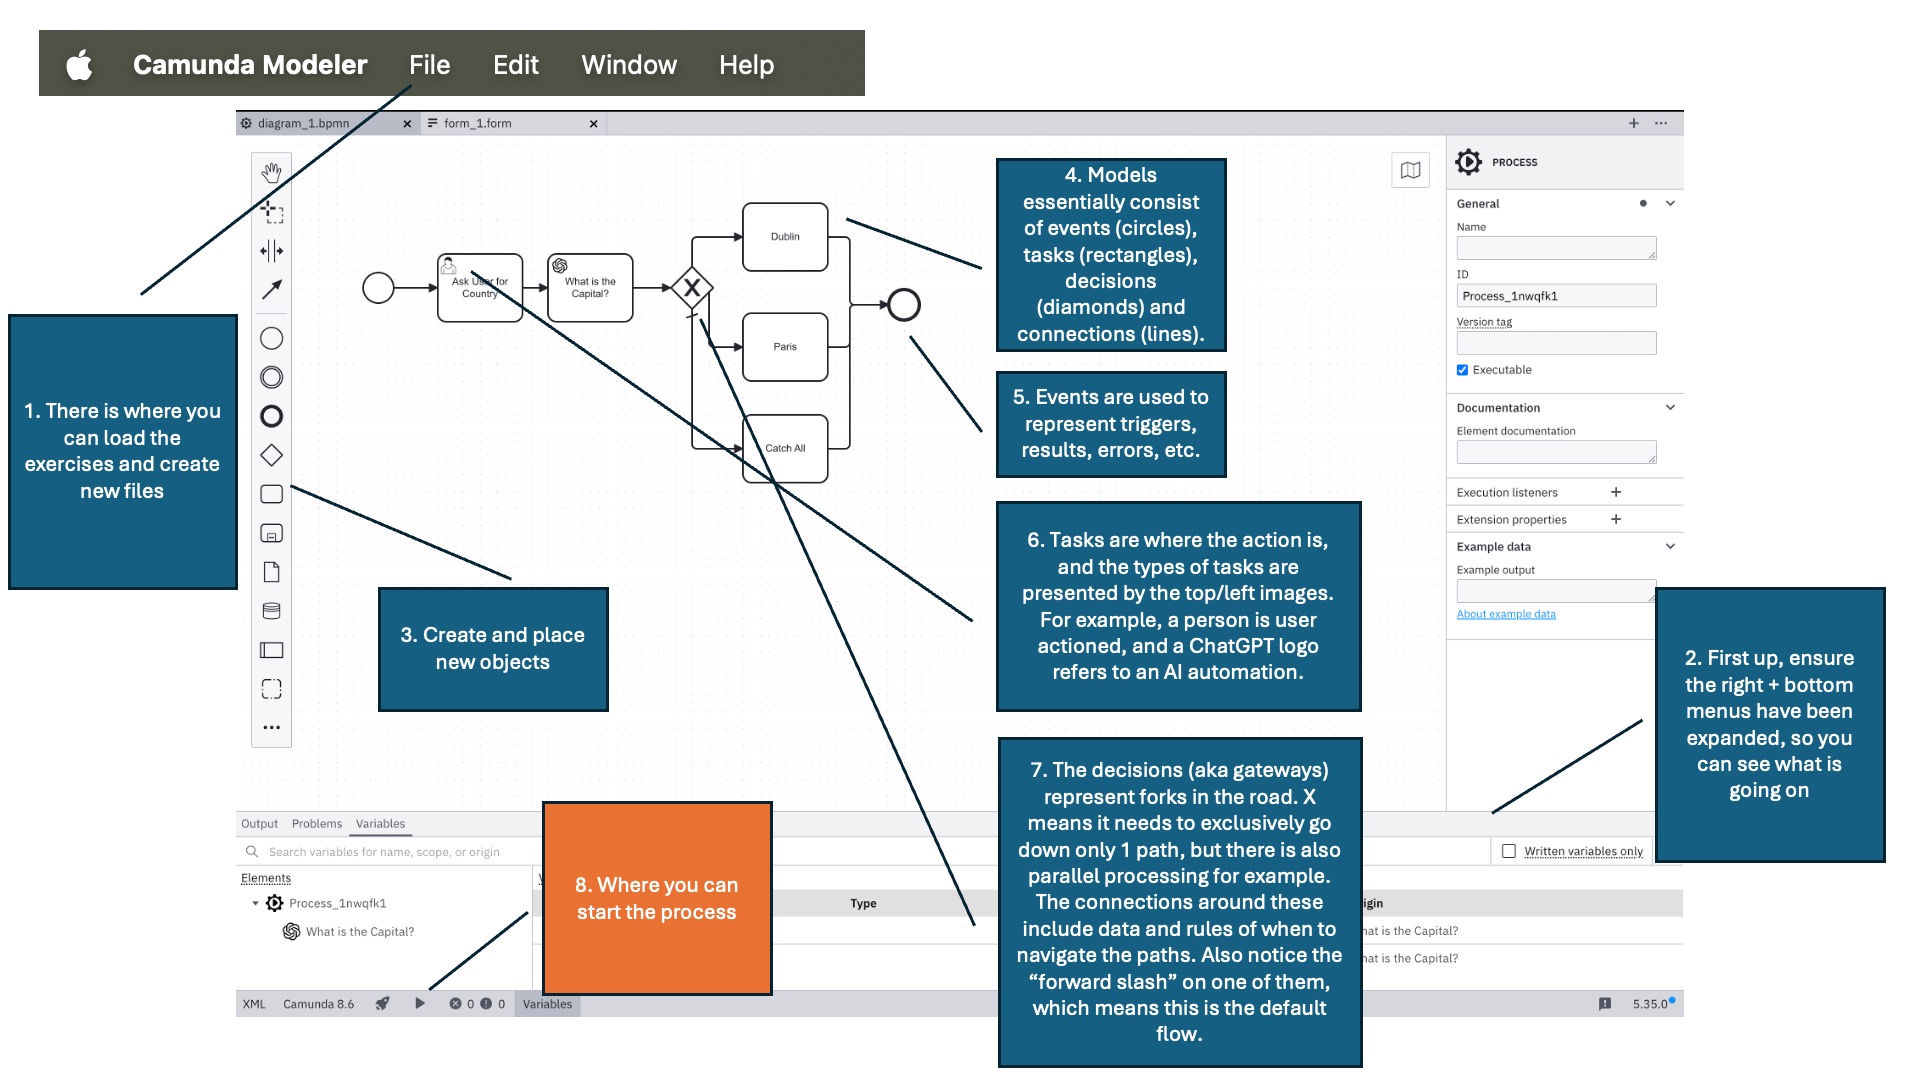 Camunda Modeler File Edit Window Help
diagram_1.bpmn
form_1.form
PROCESS
General
Name
ID
Process_1nwqfk1
Version tag
Executable
Documentation
Element documentation
Execution listeners
Extension properties
Example data
Example output
About example data
Ask User for
Country
What is the
Capital?
X
Dublin
Paris
Catch All
1. There is where you
can load the
exercises and create
new files
3. Create and place
new objects
4. Models
essentially consist
of events (circles),
tasks (rectangles),
decisions
(diamonds) and
connections (lines).
5. Events are used to
represent triggers,
results, errors, etc.
6. Tasks are where the action is,
and the types of tasks are
presented by the top/left images.
For example, a person is user
actioned, and a ChatGPT logo
refers to an AI automation.
2. First up, ensure
the right + bottom
menus have been
expanded, so you
can see what is
going on
7. The decisions (aka gateways)
represent forks in the road. X
means it needs to exclusively go
down only 1 path, but there is also
parallel processing for example.
The connections around these
include data and rules of when to
navigate the paths. Also notice the
“forward slash” on one of them,
which means this is the default
flow.
8. Where you can
start the process
Output Problems Variables
Search variables for name, scope, or origin
Written variables only
Elements
Process_1nwqfk1
What is the Capital?
Type
igin
hat is the Capital?
hat is the Capital?
XML Camunda 8.6 0 0 Variables
5.35.0